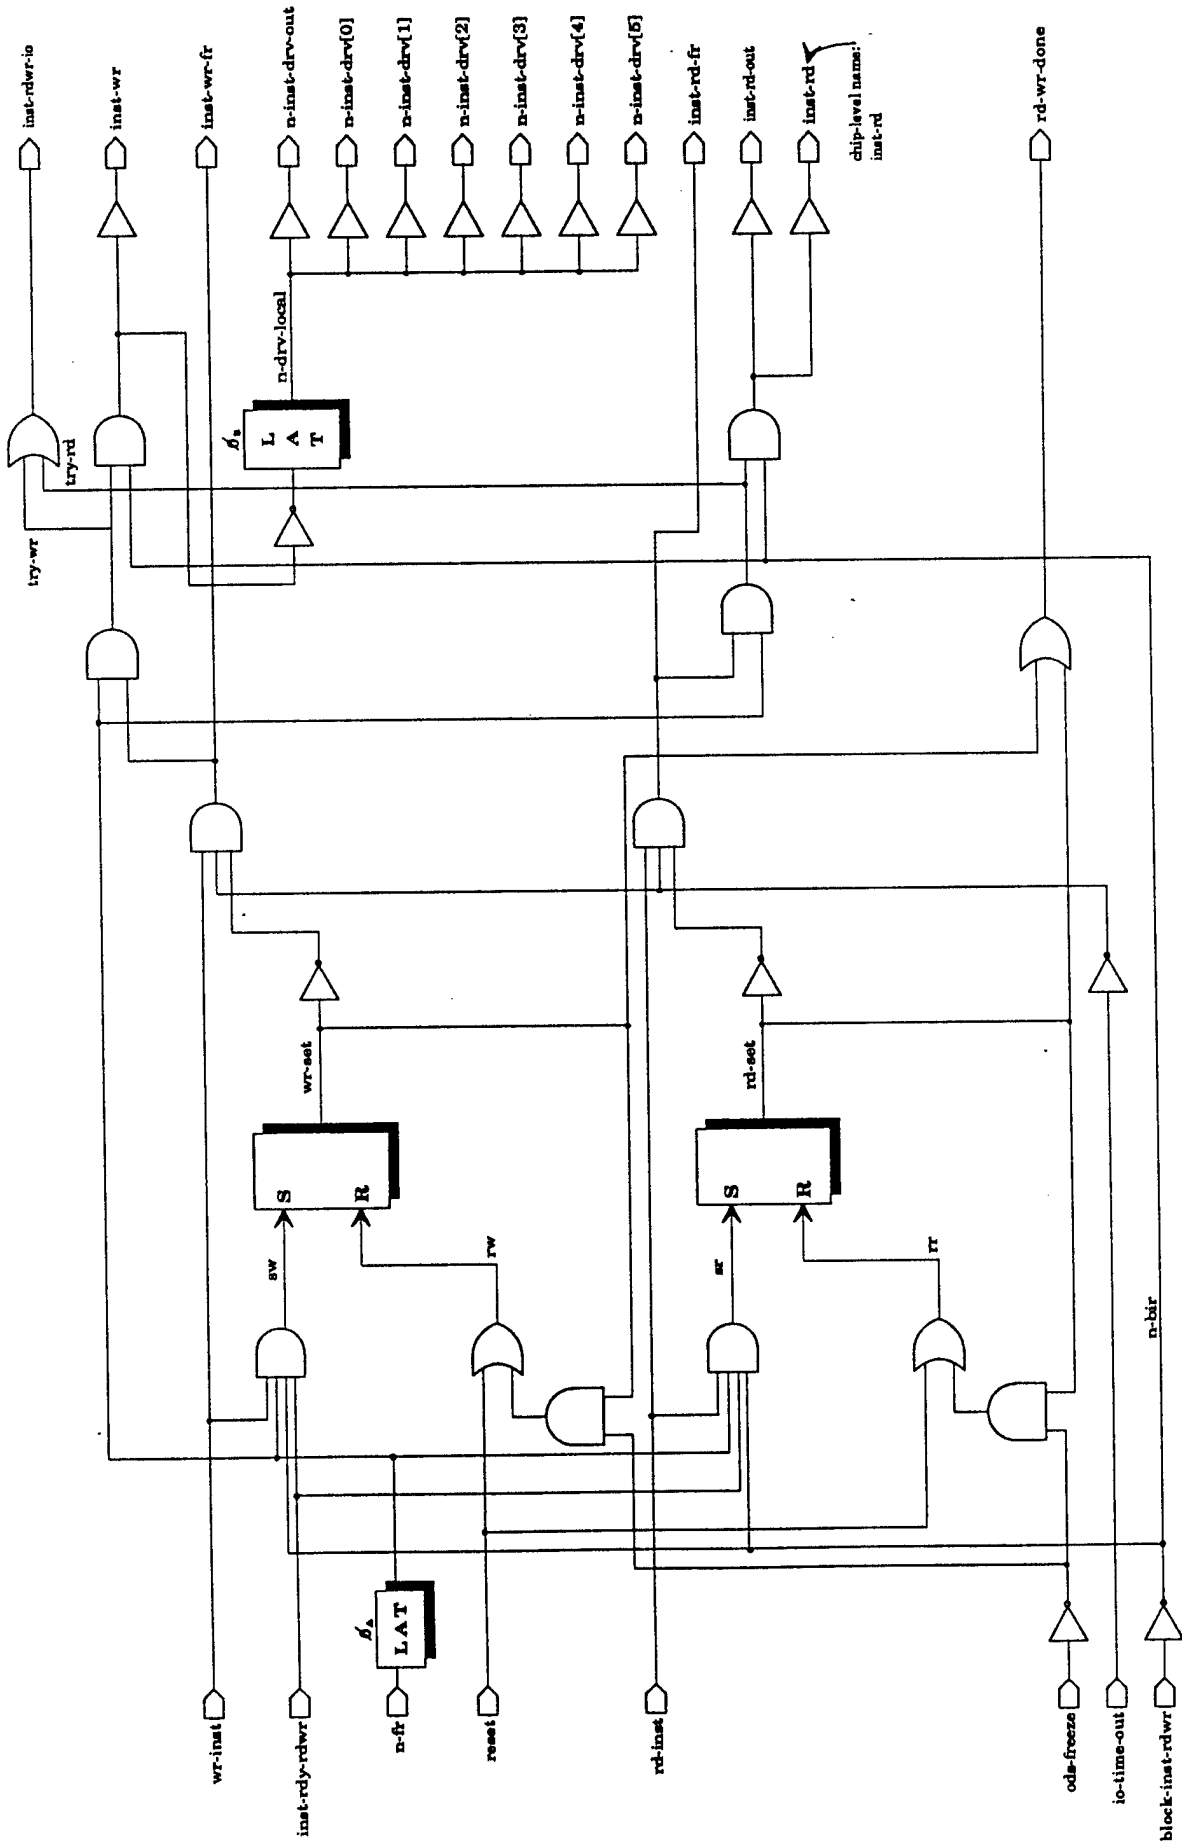 wr-inst
inst-rdy-rdwr
n-fr
reset
rd-inst
ods-freeze
io-time-out
block-inst-rdwr
øA
LAT
sw
rw
sr
rr
n-bir
S
R
wr-set
S
R
rd-set
try-wr
try-rd
øB
L
A
T
n-drv-local
inst-rdwr-io
inst-wr
inst-wr-fr
n-inst-drv-out
n-inst-drv[0]
n-inst-drv[1]
n-inst-drv[2]
n-inst-drv[3]
n-inst-drv[4]
n-inst-drv[5]
inst-rd-fr
inst-rd-out
inst-rd
chip-level name:
inst-rd
rd-wr-done